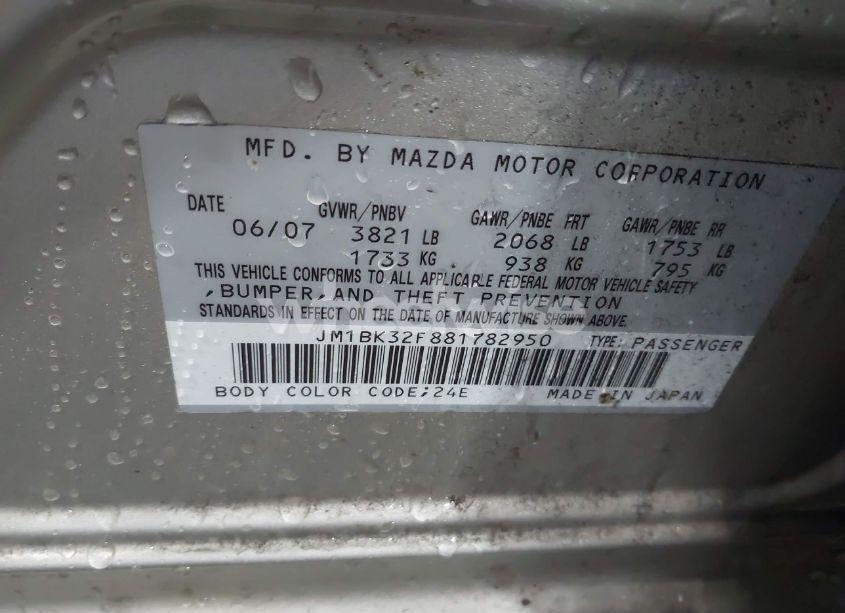 MFD. BY MAZDA MOTOR CORPORATION
DATE GVWR/PNBV GAWR/PNBE FRT GAWR/PNBE RR
06/07 3821 LB 2068 LB 1753 LB
1733 KG 938 KG 795 KG
THIS VEHICLE CONFORMS TO ALL APPLICABLE FEDERAL MOTOR VEHICLE SAFETY
,BUMPER,AND THEFT PREVENTION
STANDARDS IN EFFECT ON THE DATE OF MANUFACTURE SHOWN ABOVE.
JM1BK32F881782950 TYPE: PASSENGER
BODY COLOR CODE;24E MADE IN JAPAN